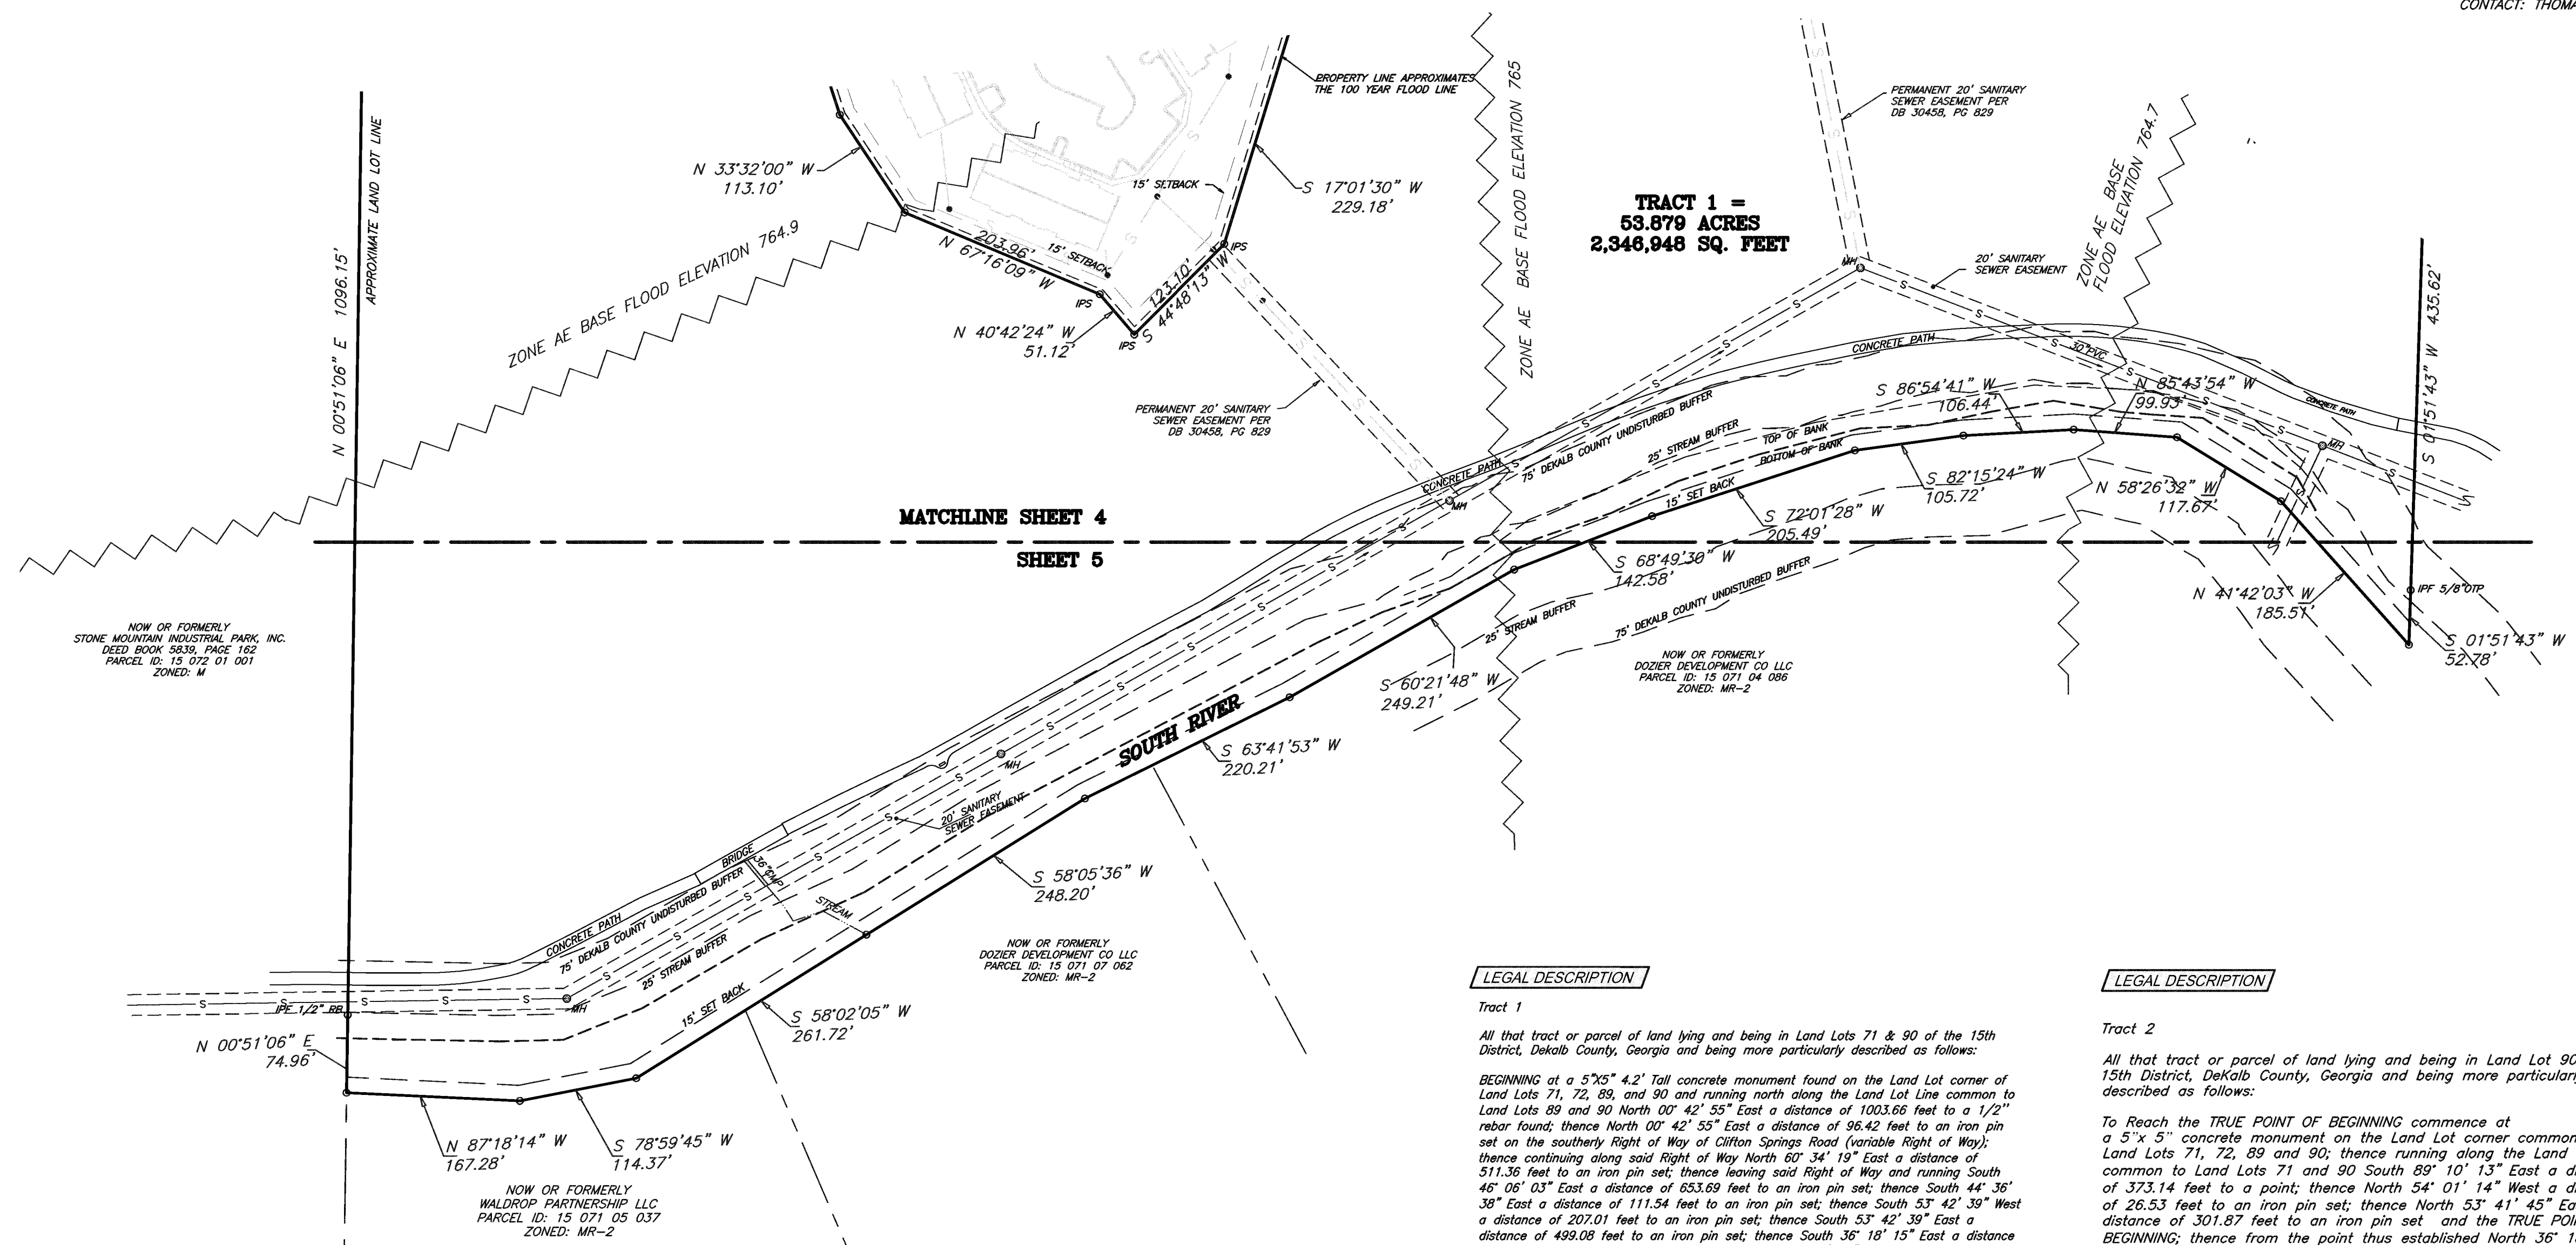 CONTACT: THOMA
APPROXIMATE LAND LOT LINE
N 00°51'06" E 1096.15'
ZONE AE BASE FLOOD ELEVATION 764.9
N 33°32'00" W
113.10'
PROPERTY LINE APPROXIMATES
THE 100 YEAR FLOOD LINE
15' SETBACK
S 17°01'30" W
229.18'
203.96'
N 67°16'09" W
15' SETBACK
IPS
IPS
IPS
123.10'
S 44°48'13" W
N 40°42'24" W
51.12'
PERMANENT 20' SANITARY
SEWER EASEMENT PER
DB 30458, PG 829
ZONE AE BASE FLOOD ELEVATION 765
TRACT 1 =
53.879 ACRES
2,346,948 SQ. FEET
PERMANENT 20' SANITARY
SEWER EASEMENT PER
DB 30458, PG 829
MH
20' SANITARY
SEWER EASEMENT
ZONE AE BASE
FLOOD ELEVATION 764.7
S 01°51'43" W 435.62'
CONCRETE PATH
30"PVC
CONCRETE PATH
S 86°54'41" W
106.44'
N 85°43'54" W
99.93'
MH
CONCRETE PATH
75' DEKALB COUNTY UNDISTURBED BUFFER
25' STREAM BUFFER
TOP OF BANK
BOTTOM OF BANK
MH
15' SET BACK
S 82°15'24" W
105.72'
N 58°26'32" W
117.67'
S 72°01'28" W
205.49'
MATCHLINE SHEET 4
SHEET 5
S 68°49'30" W
142.58'
25' STREAM BUFFER
75' DEKALB COUNTY UNDISTURBED BUFFER
N 41°42'03" W
185.51'
IPF 5/8"OTP
S 01°51'43" W
52.78'
NOW OR FORMERLY
STONE MOUNTAIN INDUSTRIAL PARK, INC.
DEED BOOK 5839, PAGE 162
PARCEL ID: 15 072 01 001
ZONED: M
NOW OR FORMERLY
DOZIER DEVELOPMENT CO LLC
PARCEL ID: 15 071 04 086
ZONED: MR-2
S 60°21'48" W
249.21'
SOUTH RIVER
S 63°41'53" W
220.21'
MH
20' SANITARY
SEWER EASEMENT
BRIDGE
36"CMP
STREAM
S 58°05'36" W
248.20'
CONCRETE PATH
75' DEKALB COUNTY UNDISTURBED BUFFER
25' STREAM BUFFER
15' SET BACK
NOW OR FORMERLY
DOZIER DEVELOPMENT CO LLC
PARCEL ID: 15 071 07 062
ZONED: MR-2
S 58°02'05" W
261.72'
IPF 1/2" RB
MH
N 00°51'06" E
74.96'
N 87°18'14" W
167.28'
S 78°59'45" W
114.37'
NOW OR FORMERLY
WALDROP PARTNERSHIP LLC
PARCEL ID: 15 071 05 037
ZONED: MR-2
LEGAL DESCRIPTION
Tract 1
All that tract or parcel of land lying and being in Land Lots 71 & 90 of the 15th
District, Dekalb County, Georgia and being more particularly described as follows:
BEGINNING at a 5"X5" 4.2' Tall concrete monument found on the Land Lot corner of
Land Lots 71, 72, 89, and 90 and running north along the Land Lot Line common to
Land Lots 89 and 90 North 00° 42' 55" East a distance of 1003.66 feet to a 1/2"
rebar found; thence North 00° 42' 55" East a distance of 96.42 feet to an iron pin
set on the southerly Right of Way of Clifton Springs Road (variable Right of Way);
thence continuing along said Right of Way North 60° 34' 19" East a distance of
511.36 feet to an iron pin set; thence leaving said Right of Way and running South
46° 06' 03" East a distance of 653.69 feet to an iron pin set; thence South 44° 36'
38" East a distance of 111.54 feet to an iron pin set; thence South 53° 42' 39" West
a distance of 207.01 feet to an iron pin set; thence South 53° 42' 39" East a
distance of 499.08 feet to an iron pin set; thence South 36° 18' 15" East a distance
LEGAL DESCRIPTION
Tract 2
All that tract or parcel of land lying and being in Land Lot 90
15th District, DeKalb County, Georgia and being more particular
described as follows:
To Reach the TRUE POINT OF BEGINNING commence at
a 5"x 5" concrete monument on the Land Lot corner common
Land Lots 71, 72, 89 and 90; thence running along the Land
common to Land Lots 71 and 90 South 89° 10' 13" East a d
of 373.14 feet to a point; thence North 54° 01' 14" West a d
of 26.53 feet to an iron pin set; thence North 53° 41' 45" Ea
distance of 301.87 feet to an iron pin set and the TRUE POI
BEGINNING; thence from the point thus established North 36° 1